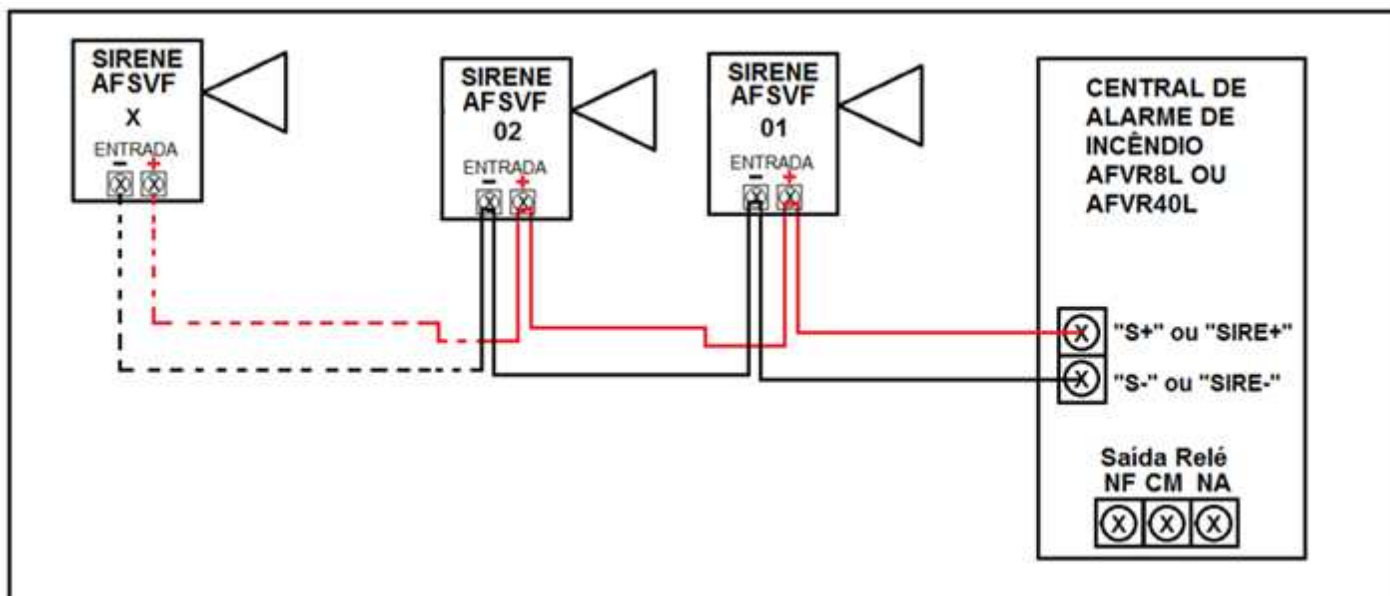 SIRENE
AFSVF
X
ENTRADA
- +
X X
SIRENE
AFSVF
02
ENTRADA
- +
X X
SIRENE
AFSVF
01
ENTRADA
- +
X X
CENTRAL DE
ALARME DE
INCÊNDIO
AFVR8L OU
AFVR40L
X "S+" ou "SIRE+"
X "S-" ou "SIRE-"
Saída Relé
NF CM NA
X X X